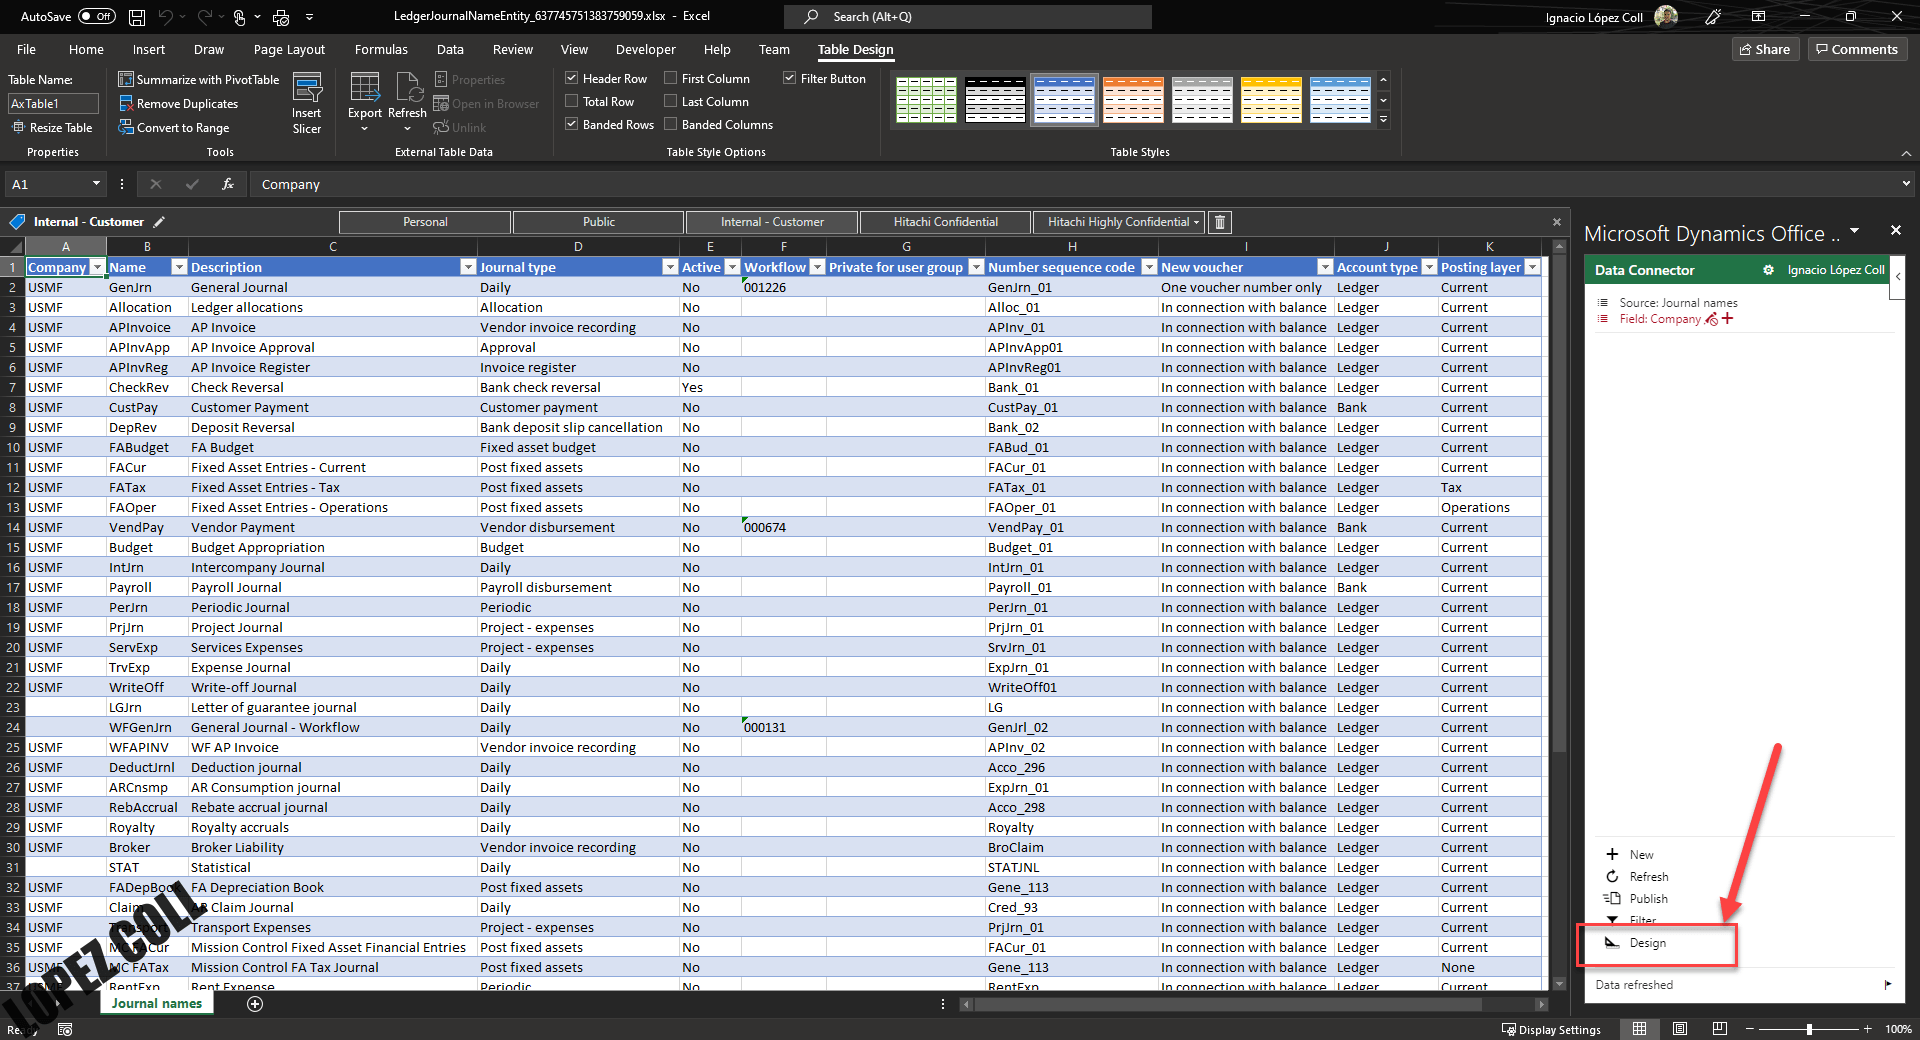 AutoSave Off LedgerJournalNameEntity_637745751383759059.xlsx - Excel Search (Alt+Q) Ignacio López Coll
File Home Insert Draw Page Layout Formulas Data Review View Developer Help Team Table Design Share Comments
Table Name:
AxTable1
Resize Table
Properties
Summarize with PivotTable
Remove Duplicates
Convert to Range
Insert Slicer
Tools
Export Refresh
Properties
Open in Browser
Unlink
External Table Data
Header Row First Column Filter Button
Total Row Last Column
Banded Rows Banded Columns
Table Style Options
Table Styles
A1 fx Company
Internal - Customer Personal Public Internal - Customer Hitachi Confidential Hitachi Highly Confidential
A B C D E F G H I J K
1 Company Name Description Journal type Active Workflow Private for user group Number sequence code New voucher Account type Posting layer
2 USMF GenJrn General Journal Daily No 001226 GenJrn_01 One voucher number only Ledger Current
3 USMF Allocation Ledger allocations Allocation No Alloc_01 In connection with balance Ledger Current
4 USMF APInvoice AP Invoice Vendor invoice recording No APInv_01 In connection with balance Ledger Current
5 USMF APInvApp AP Invoice Approval Approval No APInvApp01 In connection with balance Ledger Current
6 USMF APInvReg AP Invoice Register Invoice register No APInvReg01 In connection with balance Ledger Current
7 USMF CheckRev Check Reversal Bank check reversal Yes Bank_01 In connection with balance Ledger Current
8 USMF CustPay Customer Payment Customer payment No CustPay_01 In connection with balance Bank Current
9 USMF DepRev Deposit Reversal Bank deposit slip cancellation No Bank_02 In connection with balance Ledger Current
10 USMF FABudget FA Budget Fixed asset budget No FABud_01 In connection with balance Ledger Current
11 USMF FACur Fixed Asset Entries - Current Post fixed assets No FACur_01 In connection with balance Ledger Current
12 USMF FATax Fixed Asset Entries - Tax Post fixed assets No FATax_01 In connection with balance Ledger Tax
13 USMF FAOper Fixed Asset Entries - Operations Post fixed assets No FAOper_01 In connection with balance Ledger Operations
14 USMF VendPay Vendor Payment Vendor disbursement No 000674 VendPay_01 In connection with balance Bank Current
15 USMF Budget Budget Appropriation Budget No Budget_01 In connection with balance Ledger Current
16 USMF IntJrn Intercompany Journal Daily No IntJrn_01 In connection with balance Ledger Current
17 USMF Payroll Payroll Journal Payroll disbursement No Payroll_01 In connection with balance Bank Current
18 USMF PerJrn Periodic Journal Periodic No PerJrn_01 In connection with balance Ledger Current
19 USMF PrjJrn Project Journal Project - expenses No PrjJrn_01 In connection with balance Ledger Current
20 USMF ServExp Services Expenses Project - expenses No SrvJrn_01 In connection with balance Ledger Current
21 USMF TrvExp Expense Journal Daily No ExpJrn_01 In connection with balance Ledger Current
22 USMF WriteOff Write-off Journal Daily No WriteOff01 In connection with balance Ledger Current
23 LGJrn Letter of guarantee journal Daily No LG In connection with balance Ledger Current
24 WFGenJrn General Journal - Workflow Daily No 000131 GenJrl_02 In connection with balance Ledger Current
25 USMF WFAPINV WF AP Invoice Vendor invoice recording No APInv_02 In connection with balance Ledger Current
26 USMF DeductJrnl Deduction journal Daily No Acco_296 In connection with balance Ledger Current
27 USMF ARCnsmp AR Consumption journal Daily No ExpJrn_01 In connection with balance Ledger Current
28 USMF RebAccrual Rebate accrual journal Daily No Acco_298 In connection with balance Ledger Current
29 USMF Royalty Royalty accruals Daily No Royalty In connection with balance Ledger Current
30 USMF Broker Broker Liability Vendor invoice recording No BroClaim In connection with balance Ledger Current
31 STAT Statistical Daily No STATJNL In connection with balance Ledger Current
32 USMF FADepBook FA Depreciation Book Post fixed assets No Gene_113 In connection with balance Ledger Current
33 USMF Claim AR Claim Journal Daily No Cred_93 In connection with balance Ledger Current
34 USMF Transport Transport Expenses Project - expenses No PrjJrn_01 In connection with balance Ledger Current
35 USMF MC FACur Mission Control Fixed Asset Financial Entries Post fixed assets No FACur_01 In connection with balance Ledger Current
36 USMF MC FATax Mission Control FA Tax Journal Post fixed assets No Gene_113 In connection with balance Ledger None
37 USMF RentExp Rent Expense Periodic No RentExp In connection with balance Ledger Current
LOPEZ COLL
Journal names
Ready Display Settings 100%
Microsoft Dynamics Office ..
Data Connector Ignacio López Coll
Source: Journal names
Field: Company
New
Refresh
Publish
Filter
Design
Data refreshed